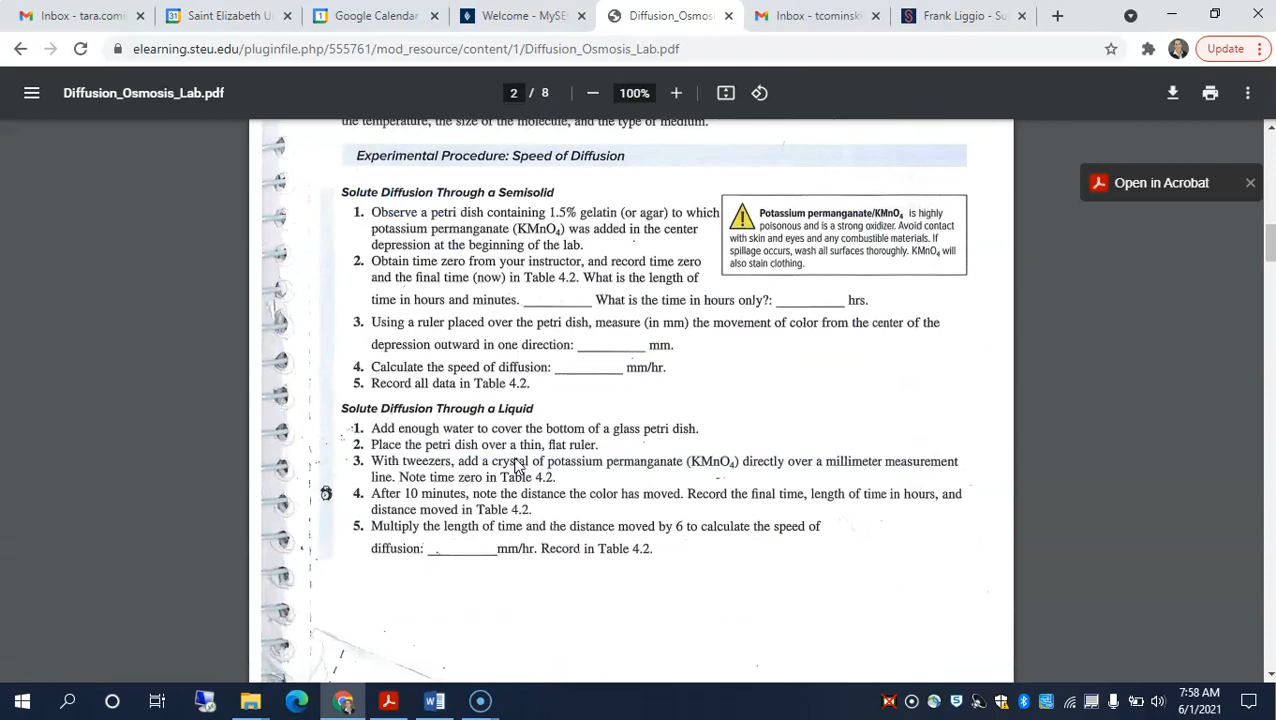 Inbox - tara.comins
Saint Elizabeth U
Google Calendar
Welcome - MySE
Diffusion_Osmos
Inbox - tcominski
Frank Liggio - Su
elearning.steu.edu/pluginfile.php/555761/mod_resource/content/1/Diffusion_Osmosis_Lab.pdf
Update
Diffusion_Osmosis_Lab.pdf
2 / 8
100%
Open in Acrobat
the temperature, the size of the molecule, and the type of medium.
Experimental Procedure: Speed of Diffusion
Solute Diffusion Through a Semisolid
1. Observe a petri dish containing 1.5% gelatin (or agar) to which
potassium permanganate (KMnO₄) was added in the center
depression at the beginning of the lab.
2. Obtain time zero from your instructor, and record time zero
and the final time (now) in Table 4.2. What is the length of
time in hours and minutes. __________ What is the time in hours only?: __________ hrs.
Potassium permanganate/KMnO₄ is highly
poisonous and is a strong oxidizer. Avoid contact
with skin and eyes and any combustible materials. If
spillage occurs, wash all surfaces thoroughly. KMnO₄ will
also stain clothing.
3. Using a ruler placed over the petri dish, measure (in mm) the movement of color from the center of the
depression outward in one direction: __________ mm.
4. Calculate the speed of diffusion: __________ mm/hr.
5. Record all data in Table 4.2.
Solute Diffusion Through a Liquid
1. Add enough water to cover the bottom of a glass petri dish.
2. Place the petri dish over a thin, flat ruler.
3. With tweezers, add a crystal of potassium permanganate (KMnO₄) directly over a millimeter measurement
line. Note time zero in Table 4.2.
4. After 10 minutes, note the distance the color has moved. Record the final time, length of time in hours, and
distance moved in Table 4.2.
5. Multiply the length of time and the distance moved by 6 to calculate the speed of
diffusion: __________mm/hr. Record in Table 4.2.
7:58 AM
6/1/2021